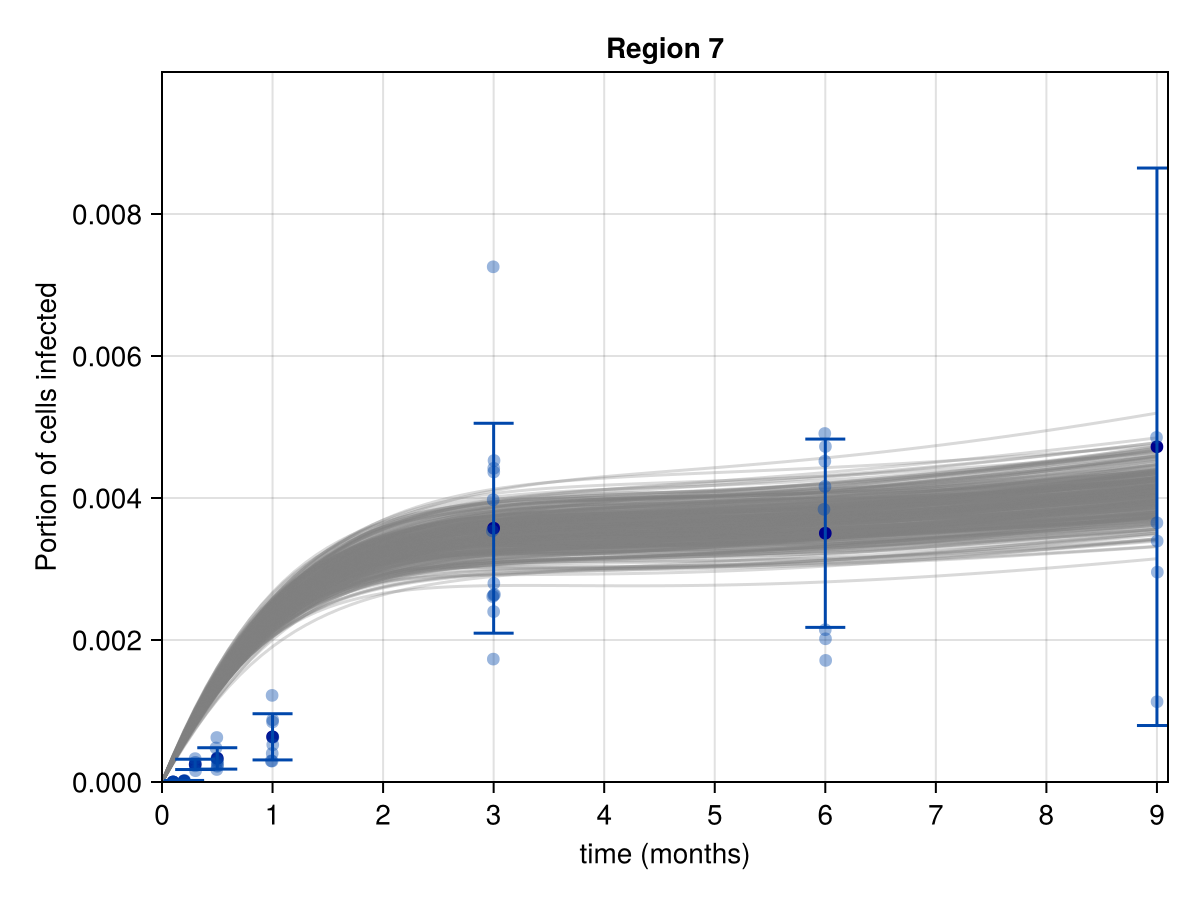 Region 7
Portion of cells infected
0.008
0.006
0.004
0.002
0.000
0 1 2 3 4 5 6 7 8 9
time (months)